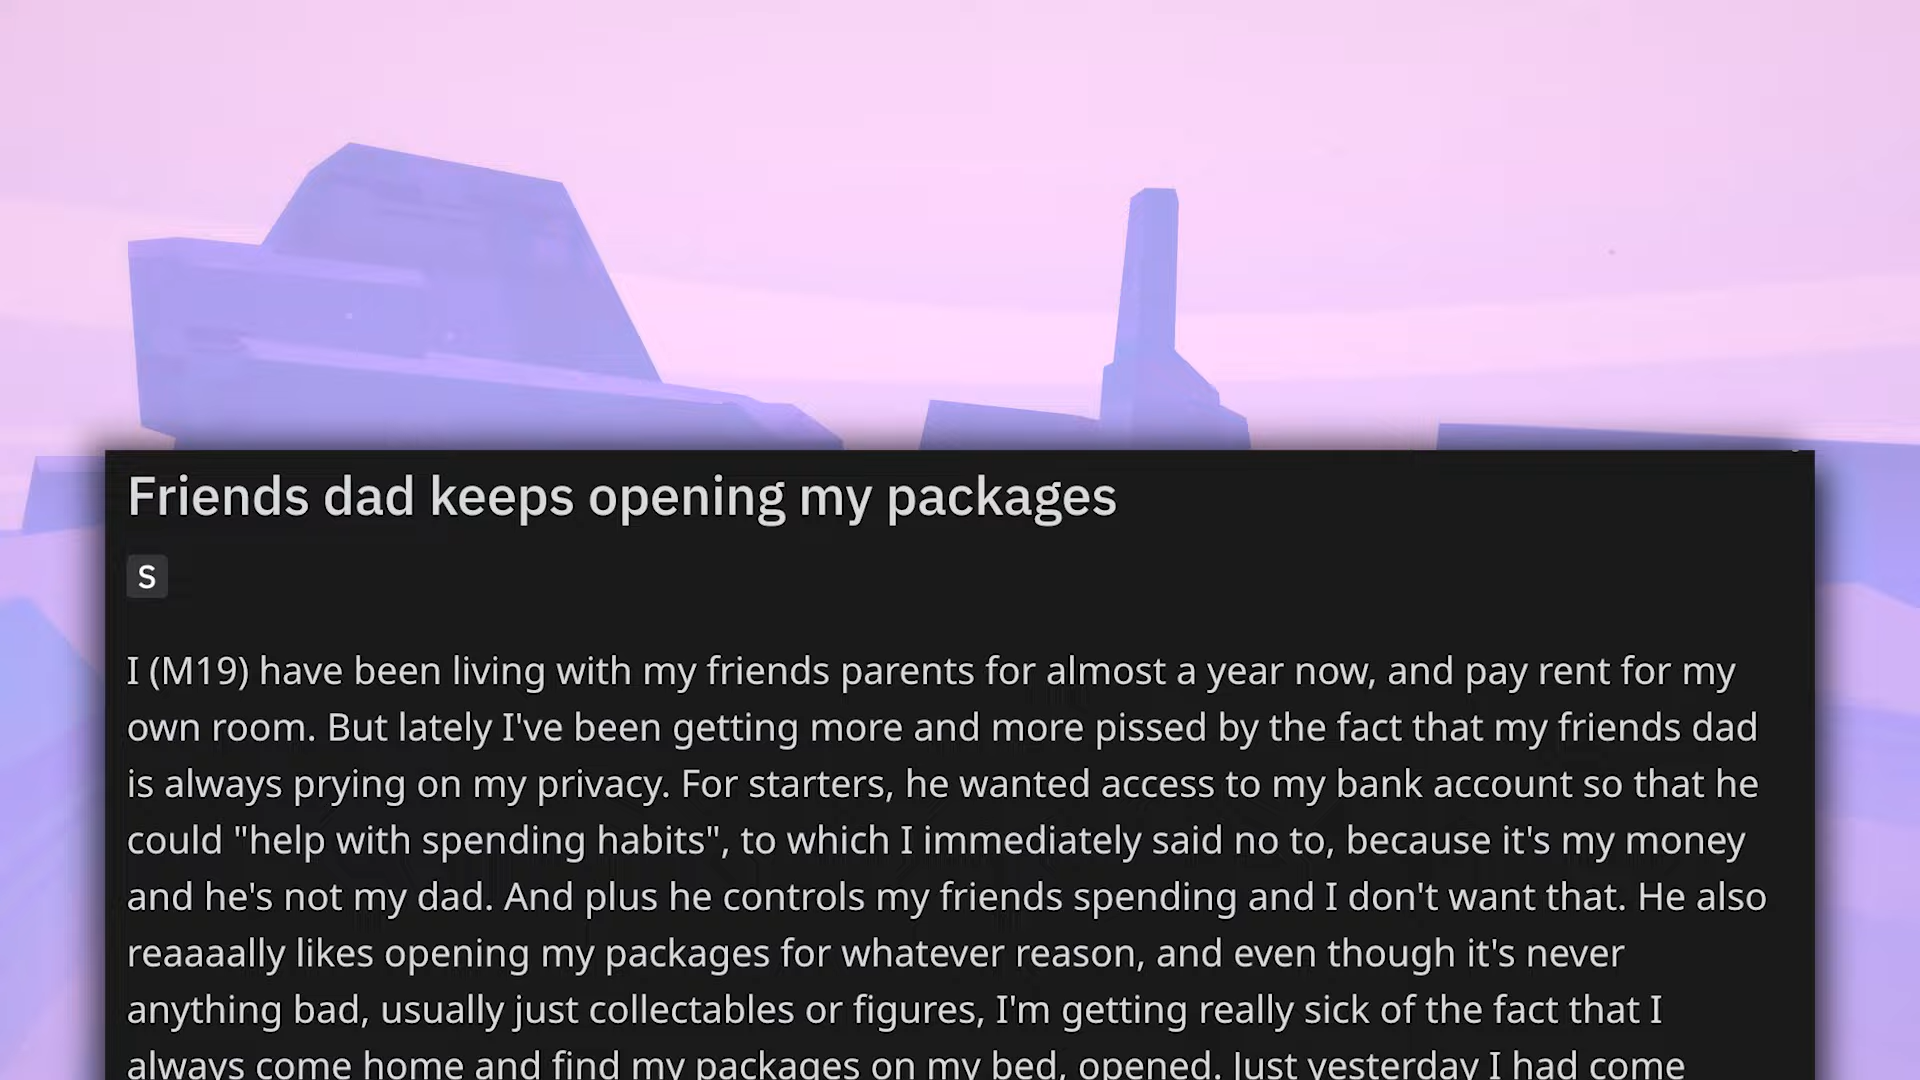 Friends dad keeps opening my packages
S
I (M19) have been living with my friends parents for almost a year now, and pay rent for my
own room. But lately I've been getting more and more pissed by the fact that my friends dad
is always prying on my privacy. For starters, he wanted access to my bank account so that he
could "help with spending habits", to which I immediately said no to, because it's my money
and he's not my dad. And plus he controls my friends spending and I don't want that. He also
reaaaally likes opening my packages for whatever reason, and even though it's never
anything bad, usually just collectables or figures, I'm getting really sick of the fact that I
always come home and find my packages on my bed, opened. Just yesterday I had come